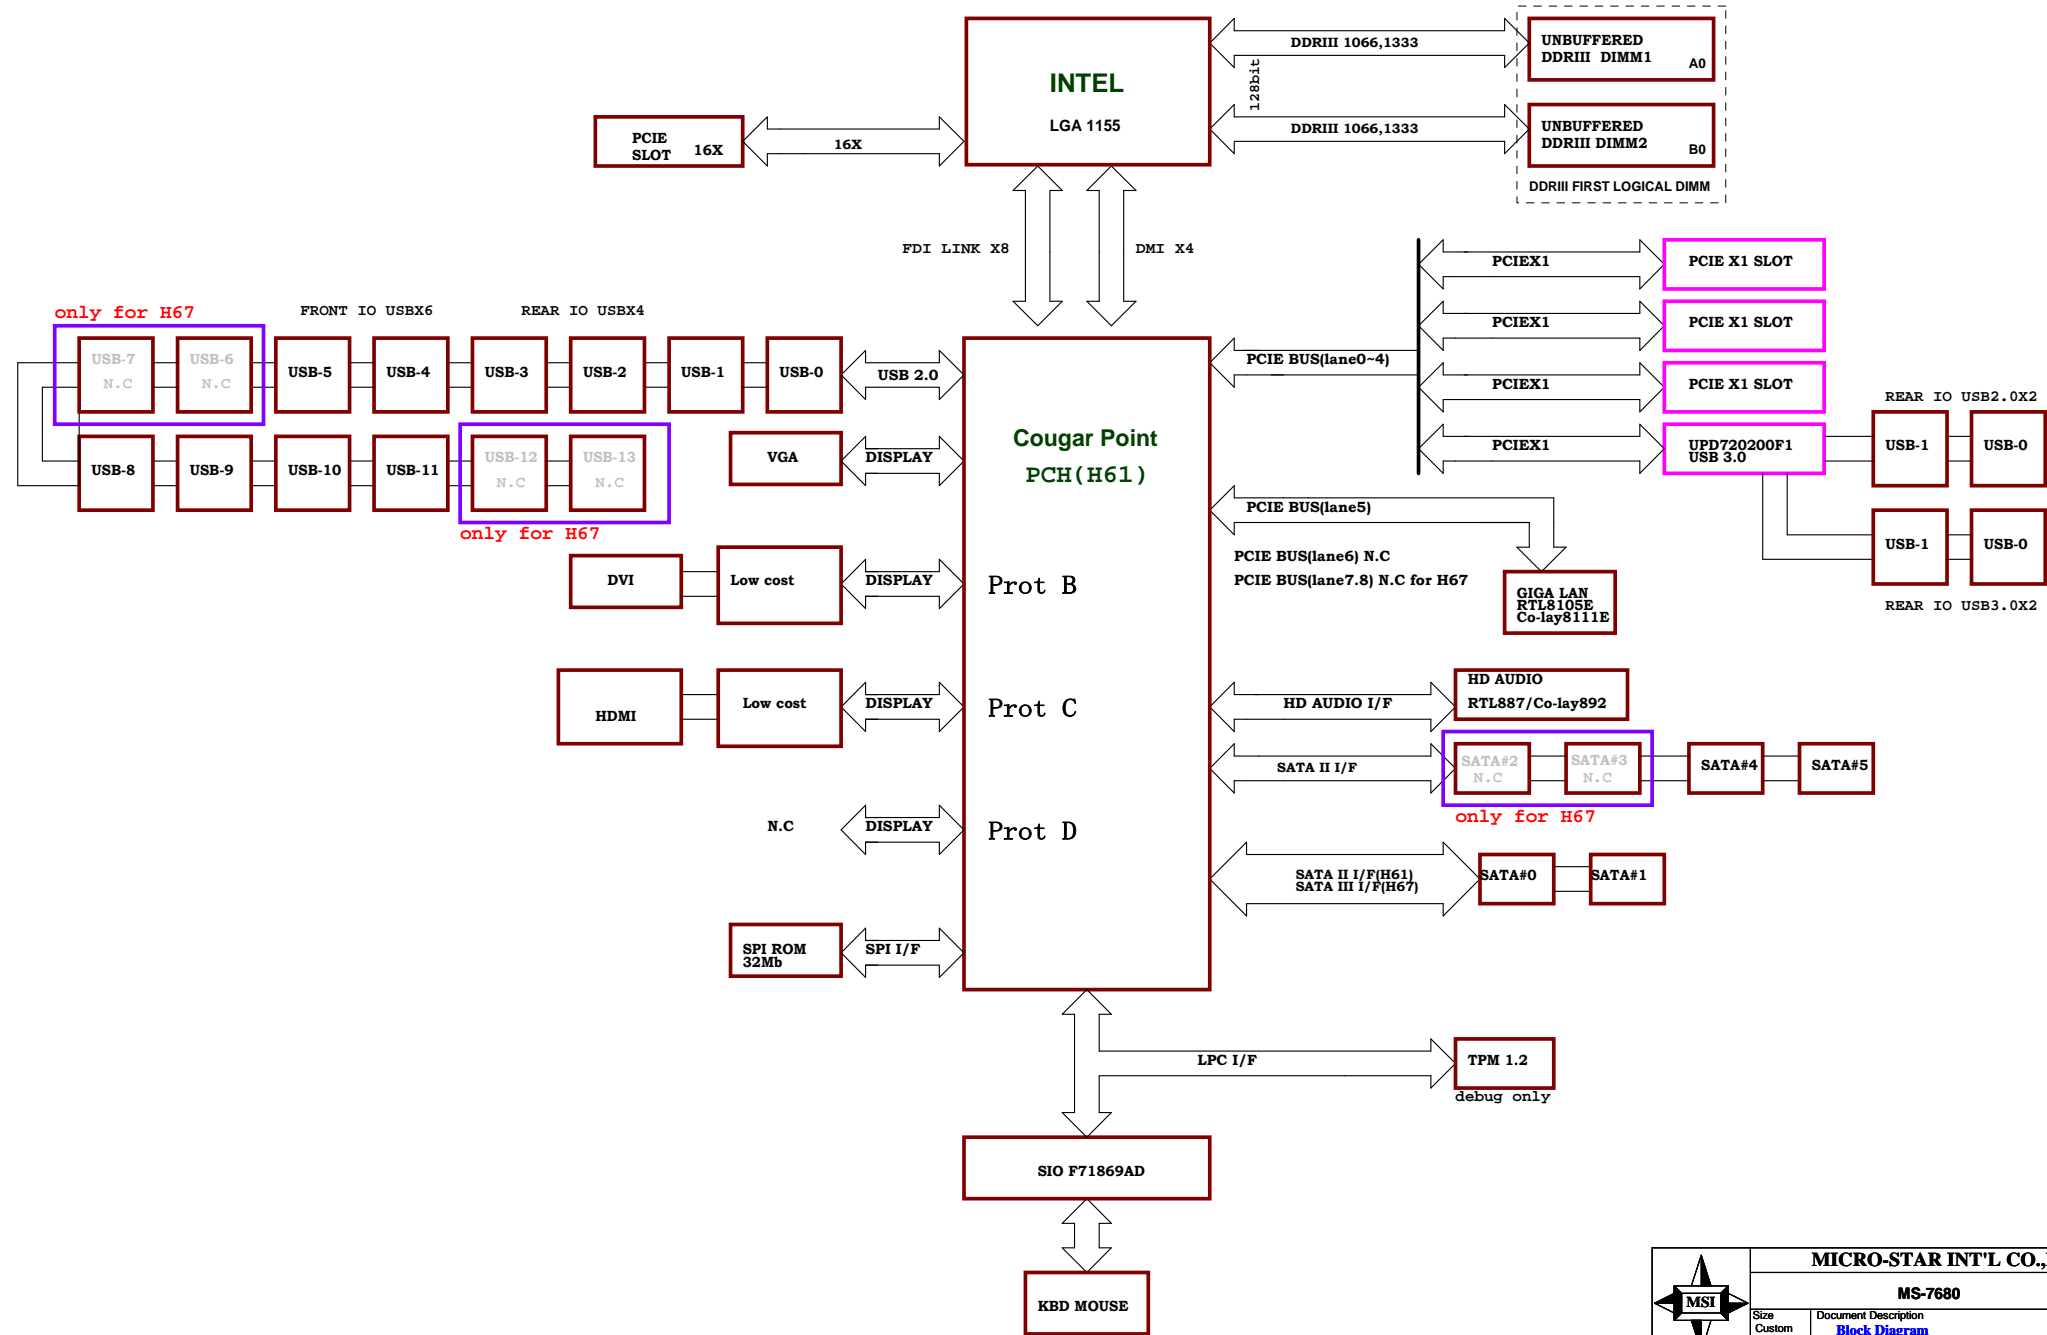 INTEL
LGA 1155
DDRIII 1066,1333
128bit
DDRIII 1066,1333
UNBUFFERED
DDRIII DIMM1
A0
UNBUFFERED
DDRIII DIMM2
B0
DDRIII FIRST LOGICAL DIMM
PCIE
SLOT 16X
16X
FDI LINK X8
DMI X4
only for H67
FRONT IO USBX6
REAR IO USBX4
USB-7
N.C
USB-6
N.C
USB-5
USB-4
USB-3
USB-2
USB-1
USB-0
USB 2.0
USB-8
USB-9
USB-10
USB-11
USB-12
N.C
USB-13
N.C
only for H67
VGA
DISPLAY
Cougar Point
PCH(H61)
DVI
Low cost
DISPLAY
Prot B
HDMI
Low cost
DISPLAY
Prot C
N.C
DISPLAY
Prot D
SPI ROM
32Mb
SPI I/F
PCIE BUS(lane0~4)
PCIEX1
PCIE X1 SLOT
PCIEX1
PCIE X1 SLOT
PCIEX1
PCIE X1 SLOT
PCIEX1
UPD720200F1
USB 3.0
REAR IO USB2.0X2
USB-1
USB-0
USB-1
USB-0
REAR IO USB3.0X2
PCIE BUS(lane5)
PCIE BUS(lane6) N.C
PCIE BUS(lane7.8) N.C for H67
GIGA LAN
RTL8105E
Co-lay8111E
HD AUDIO I/F
HD AUDIO
RTL887/Co-lay892
SATA II I/F
SATA#2
N.C
SATA#3
N.C
SATA#4
SATA#5
only for H67
SATA II I/F(H61)
SATA III I/F(H67)
SATA#0
SATA#1
LPC I/F
TPM 1.2
debug only
SIO F71869AD
KBD MOUSE
MSI
MICRO-STAR INT'L CO.,
MS-7680
Size
Custom
Document Description
Block Diagram